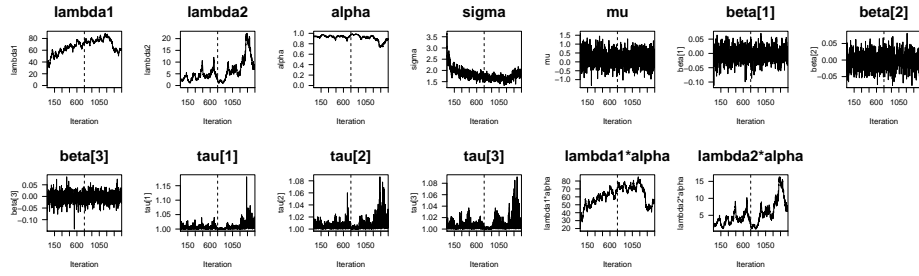 lambda1
lambda2
alpha
sigma
mu
beta[1]
beta[2]
lambda1
80
60
40
20
0
150 600 1050
Iteration
lambda2
20
15
10
5
0
150 600 1050
Iteration
alpha
1.0
0.8
0.6
0.4
0.2
0.0
150 600 1050
Iteration
sigma
3.5
3.0
2.5
2.0
1.5
150 600 1050
Iteration
mu
1.5
1.0
0.5
0.0
−1.0
150 600 1050
Iteration
beta[1]
0.05
0.00
−0.05
−0.10
150 600 1050
Iteration
beta[2]
0.05
0.00
−0.05
150 600 1050
Iteration
beta[3]
tau[1]
tau[2]
tau[3]
lambda1*alpha
lambda2*alpha
beta[3]
0.05
0.00
−0.05
−0.10
150 600 1050
Iteration
tau[1]
1.15
1.10
1.05
1.00
150 600 1050
Iteration
tau[2]
1.08
1.06
1.04
1.02
1.00
150 600 1050
Iteration
tau[3]
1.08
1.06
1.04
1.02
1.00
150 600 1050
Iteration
lambda1*alpha
80
70
60
50
40
30
20
150 600 1050
Iteration
lambda2*alpha
15
10
5
150 600 1050
Iteration